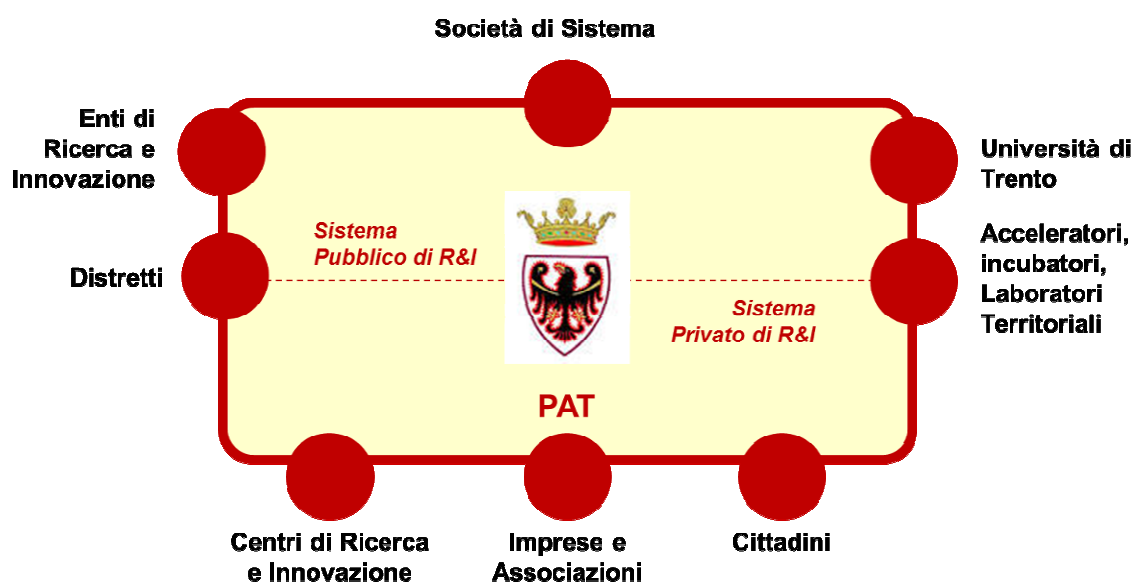 Società di Sistema
Enti di
Ricerca e
Innovazione
Università di
Trento
Sistema
Pubblico di R&I
Distretti
Acceleratori,
incubatori,
Laboratori
Territoriali
Sistema
Privato di R&I
PAT
Centri di Ricerca
e Innovazione
Imprese e
Associazioni
Cittadini